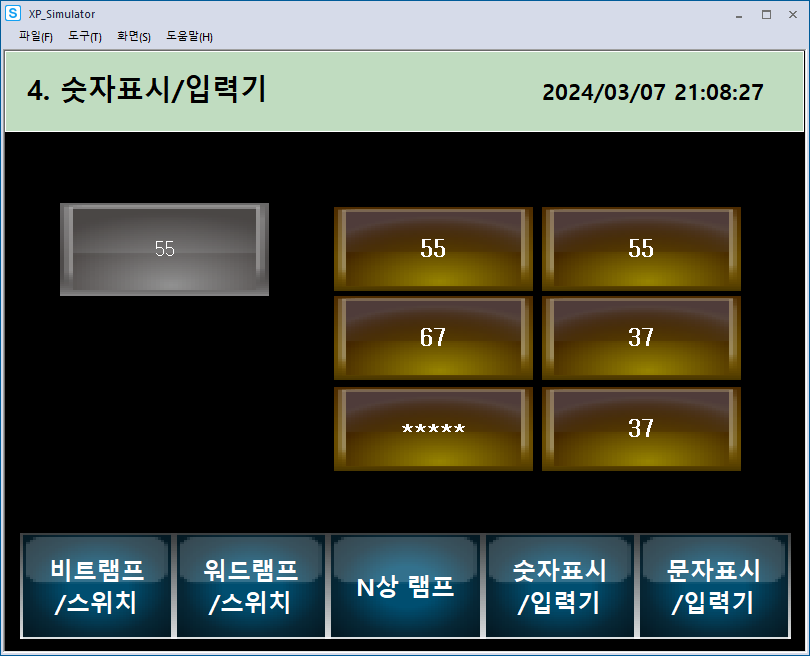 S XP_Simulator
파일(F) 도구(T) 화면(S) 도움말(H)
4. 숫자표시/입력기 2024/03/07 21:08:27
55 55 55
67 37
***** 37
비트램프
/스위치
워드램프
/스위치
N상 램프
숫자표시
/입력기
문자표시
/입력기